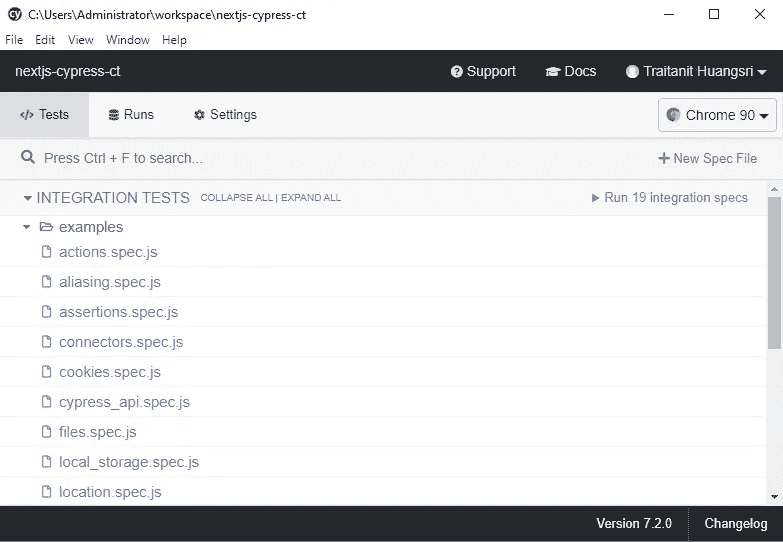 cy C:\Users\Administrator\workspace\nextjs-cypress-ct
File Edit View Window Help
nextjs-cypress-ct Support Docs Traitanit Huangsri
</> Tests Runs Settings Chrome 90
Press Ctrl + F to search... + New Spec File
INTEGRATION TESTS COLLAPSE ALL | EXPAND ALL Run 19 integration specs
examples
actions.spec.js
aliasing.spec.js
assertions.spec.js
connectors.spec.js
cookies.spec.js
cypress_api.spec.js
files.spec.js
local_storage.spec.js
location.spec.js
Version 7.2.0 Changelog